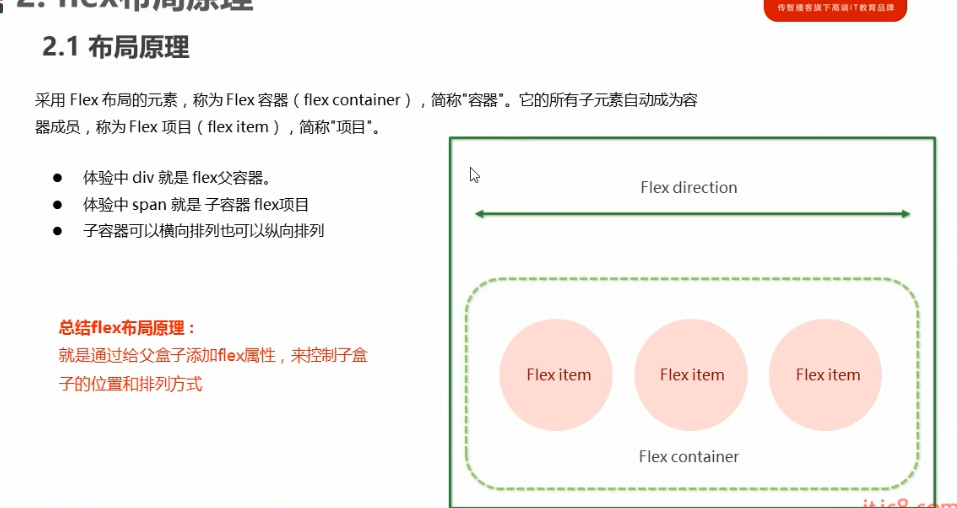 2. flex布局原理
传智播客旗下高端IT教育品牌
2.1 布局原理
采用 Flex 布局的元素，称为 Flex 容器（flex container），简称"容器"。它的所有子元素自动成为容
器成员，称为 Flex 项目（flex item），简称"项目"。
● 体验中 div 就是 flex父容器。
● 体验中 span 就是 子容器 flex项目
● 子容器可以横向排列也可以纵向排列
总结flex布局原理：
就是通过给父盒子添加flex属性，来控制子盒
子的位置和排列方式
Flex direction
Flex item Flex item Flex item
Flex container
itjc8.com